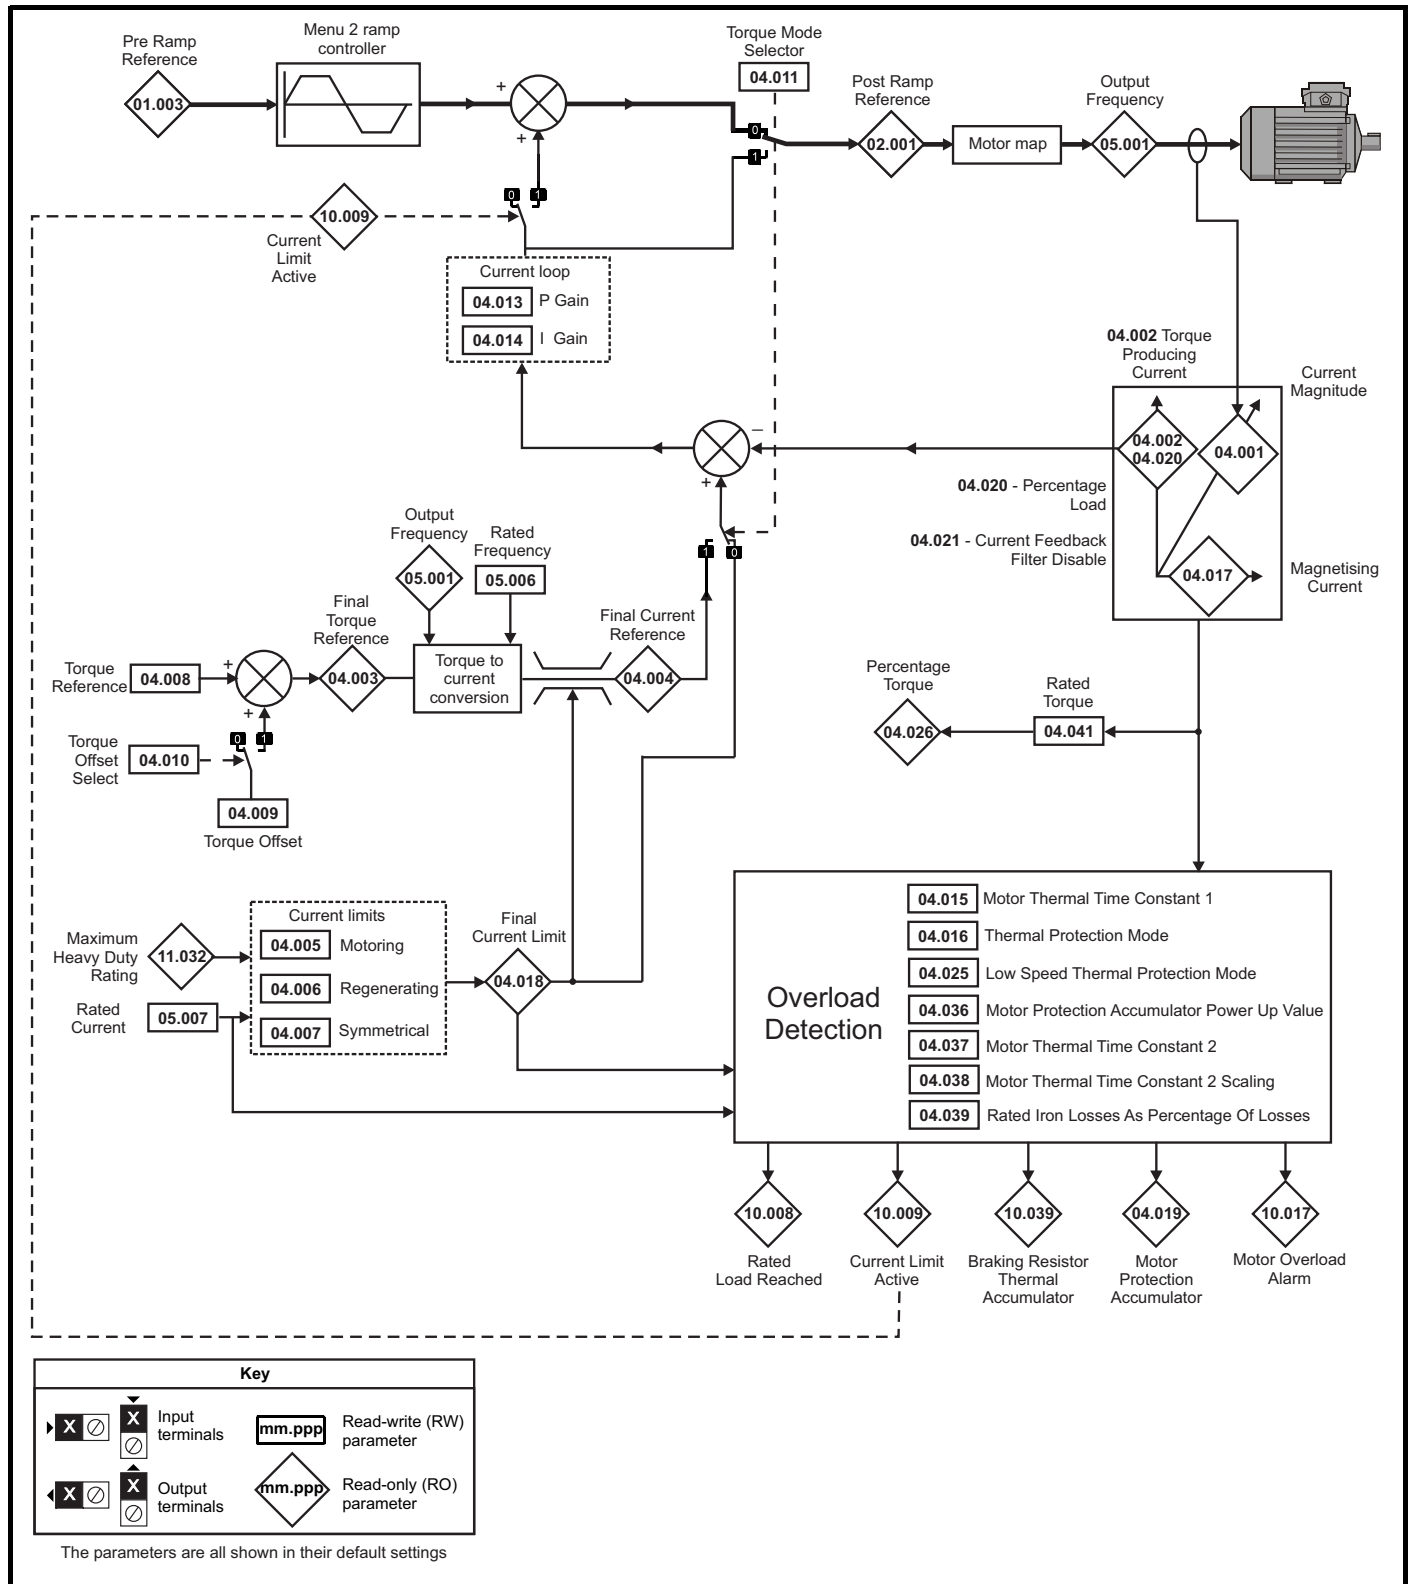 Pre Ramp
Reference
01.003
Menu 2 ramp
controller
+
+
Torque Mode
Selector
04.011
0
1
Post Ramp
Reference
02.001
Motor map
Output
Frequency
05.001
0
1
10.009
Current
Limit
Active
Current loop
04.013 P Gain
04.014 I Gain
04.002 Torque
Producing
Current
Current
Magnitude
04.002
04.020
04.001
04.020 - Percentage
Load
04.021 - Current Feedback
Filter Disable
04.017
Magnetising
Current
–
+
1
0
Output
Frequency
05.001
Rated
Frequency
05.006
Final
Torque
Reference
04.003
Torque to
current
conversion
Final Current
Reference
04.004
Torque
Reference
04.008
+
+
0
1
Torque
Offset
Select
04.010
04.009
Torque Offset
Percentage
Torque
04.026
Rated
Torque
04.041
Maximum
Heavy Duty
Rating
11.032
Rated
Current
05.007
Current limits
04.005 Motoring
04.006 Regenerating
04.007 Symmetrical
Final
Current Limit
04.018
Overload
Detection
04.015 Motor Thermal Time Constant 1
04.016 Thermal Protection Mode
04.025 Low Speed Thermal Protection Mode
04.036 Motor Protection Accumulator Power Up Value
04.037 Motor Thermal Time Constant 2
04.038 Motor Thermal Time Constant 2 Scaling
04.039 Rated Iron Losses As Percentage Of Losses
10.008
Rated
Load Reached
10.009
Current Limit
Active
10.039
Braking Resistor
Thermal
Accumulator
04.019
Motor
Protection
Accumulator
10.017
Motor Overload
Alarm
Key
X
X
Input
terminals
mm.ppp
Read-write (RW)
parameter
X
X
Output
terminals
mm.ppp
Read-only (RO)
parameter
The parameters are all shown in their default settings